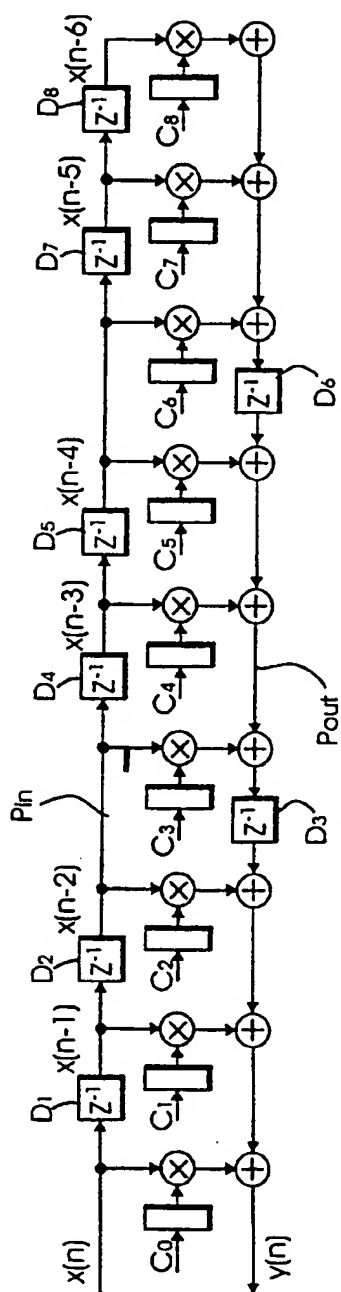 D₁ D₂ D₄ D₅ D₇ D₈
x(n) x(n-1) x(n-2) Pin x(n-3) x(n-4) x(n-5) x(n-6)
Z⁻¹ Z⁻¹ Z⁻¹ Z⁻¹ Z⁻¹ Z⁻¹
C₀ C₁ C₂ C₃ C₄ C₅ C₆ C₇ C₈
Z⁻¹ Z⁻¹
y(n) D₃ Pout D₆